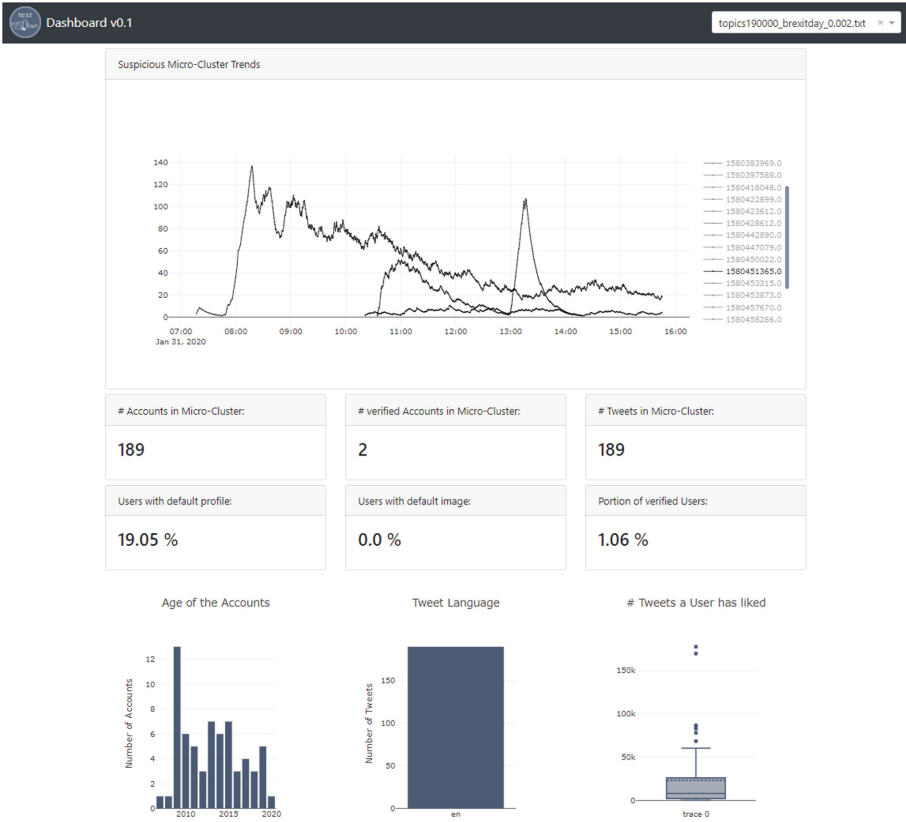 text
Dashboard v0.1
topics190000_brexitday_0.002.txt ×
Suspicious Micro-Cluster Trends
140
120
100
80
60
40
20
0
07:00 08:00 09:00 10:00 11:00 12:00 13:00 14:00 15:00 16:00
Jan 31, 2020
1580383969.0
1580397588.0
1580418048.0
1580422899.0
1580423612.0
1580428612.0
1580442890.0
1580447079.0
1580450022.0
1580451365.0
1580453315.0
1580453873.0
1580457670.0
1580458286.0
# Accounts in Micro-Cluster: # verified Accounts in Micro-Cluster: # Tweets in Micro-Cluster:
189 2 189
Users with default profile: Users with default image: Portion of verified Users:
19.05 % 0.0 % 1.06 %
Age of the Accounts
Number of Accounts
12
10
8
6
4
2
0
2010 2015 2020
Tweet Language
Number of Tweets
150
100
50
0
en
# Tweets a User has liked
150k
100k
50k
0
trace 0